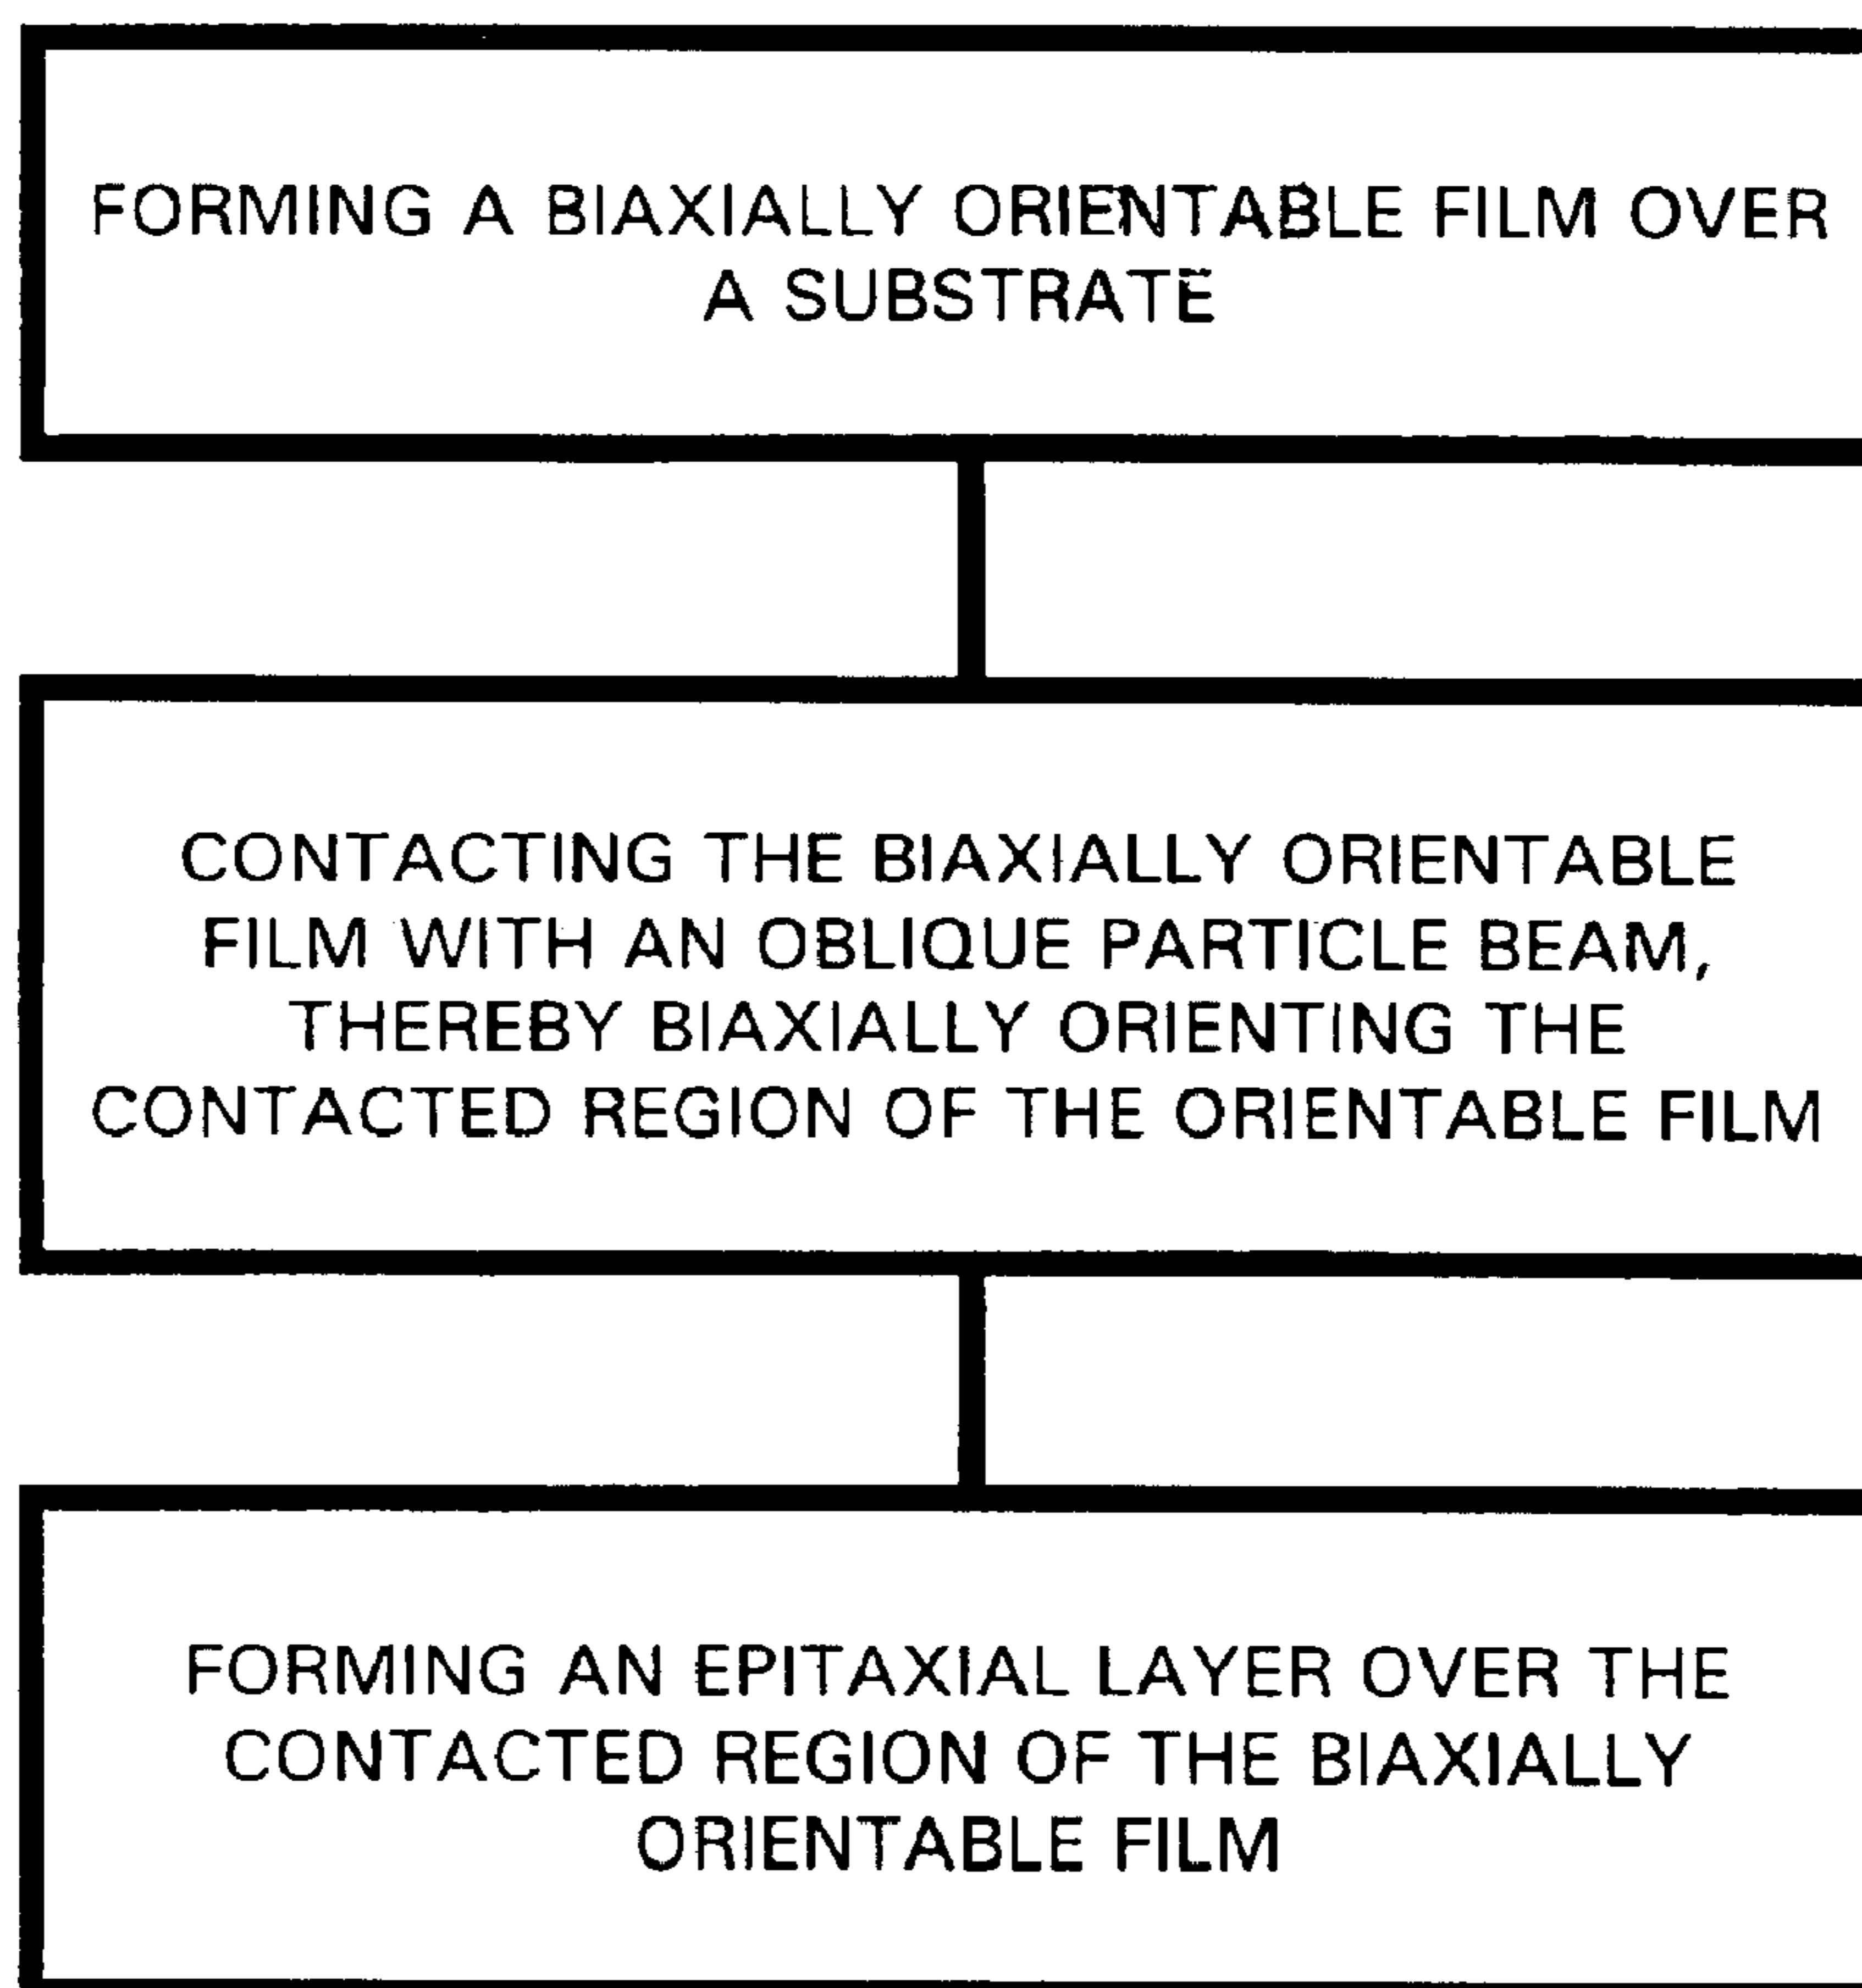 FORMING A BIAXIALLY ORIENTABLE FILM OVER
A SUBSTRATE
CONTACTING THE BIAXIALLY ORIENTABLE
FILM WITH AN OBLIQUE PARTICLE BEAM,
THEREBY BIAXIALLY ORIENTING THE
CONTACTED REGION OF THE ORIENTABLE FILM
FORMING AN EPITAXIAL LAYER OVER THE
CONTACTED REGION OF THE BIAXIALLY
ORIENTABLE FILM